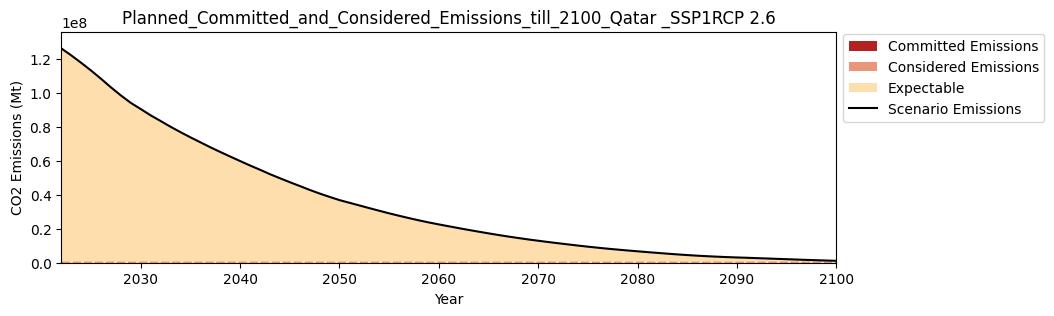 Planned_Committed_and_Considered_Emissions_till_2100_Qatar _SSP1RCP 2.6
1e8
1.2
1.0
0.8
0.6
0.4
0.2
0.0
CO2 Emissions (Mt)
2030 2040 2050 2060 2070 2080 2090 2100
Year
Committed Emissions
Considered Emissions
Expectable
Scenario Emissions